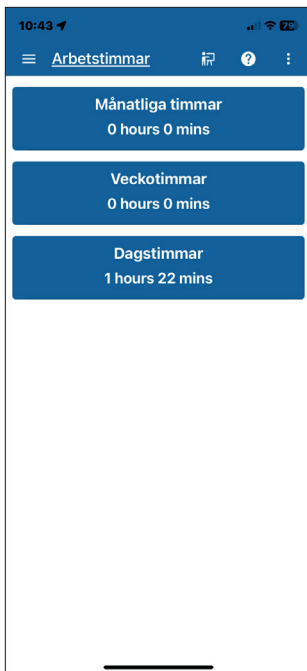 10:43
79
Arbetstimmar
Månatliga timmar
0 hours 0 mins
Veckotimmar
0 hours 0 mins
Dagstimmar
1 hours 22 mins